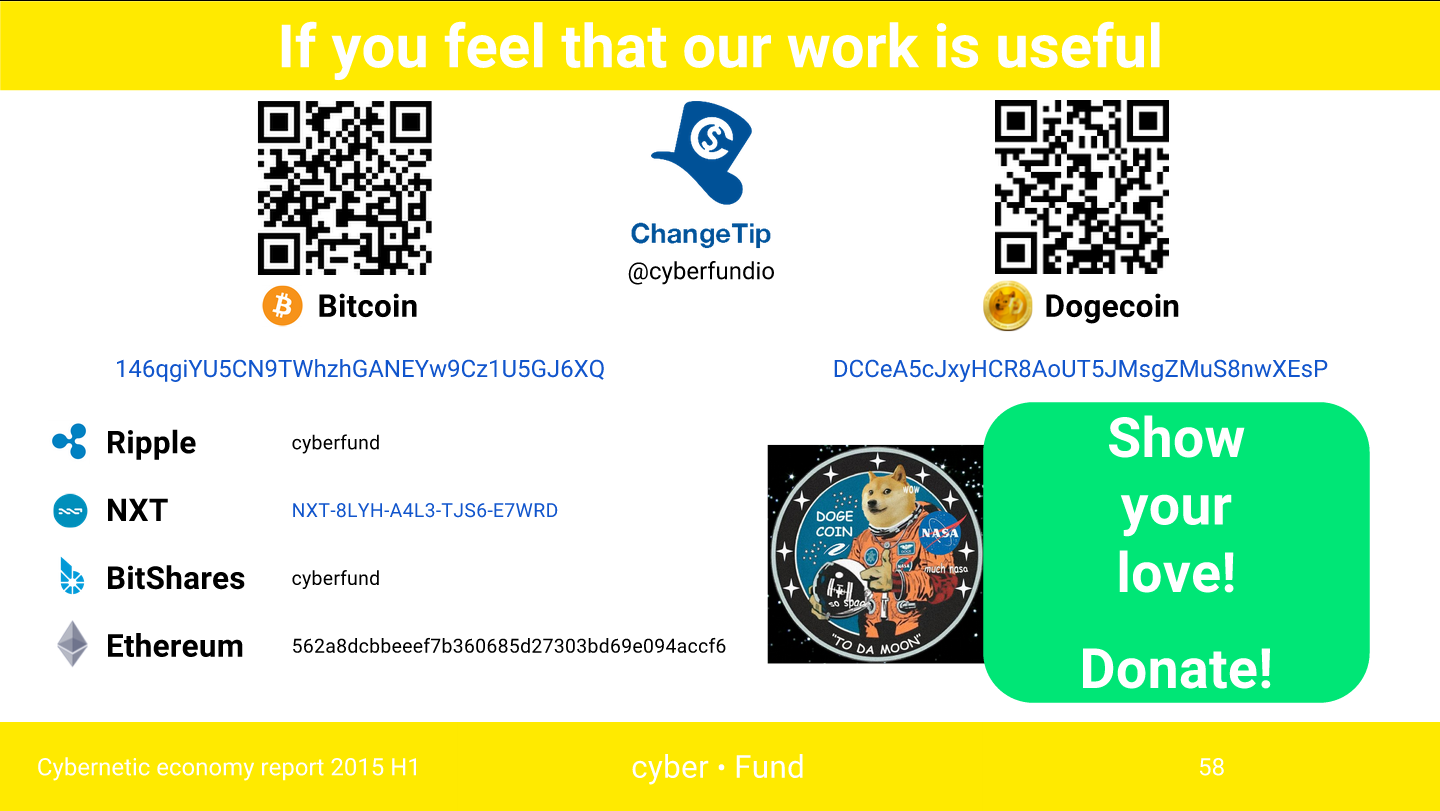 If you feel that our work is useful
ChangeTip
@cyberfundio
Bitcoin
Dogecoin
146qgiYU5CN9TWhzhGANEYw9Cz1U5GJ6XQ
DCCeA5cJxyHCR8AoUT5JMsgZMuS8nwXEsP
Ripple cyberfund
NXT NXT-8LYH-A4L3-TJS6-E7WRD
BitShares cyberfund
Ethereum 562a8dcbbeeef7b360685d27303bd69e094accf6
WOW
DOGE
COIN
NASA
much nasa
so space
"TO DA MOON"
Show
your
love!
Donate!
Cybernetic economy report 2015 H1
cyber • Fund
58